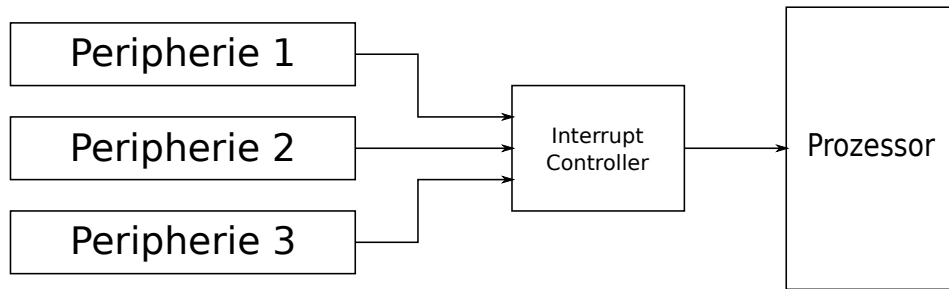 Peripherie 1
Peripherie 2
Peripherie 3
Interrupt
Controller
Prozessor